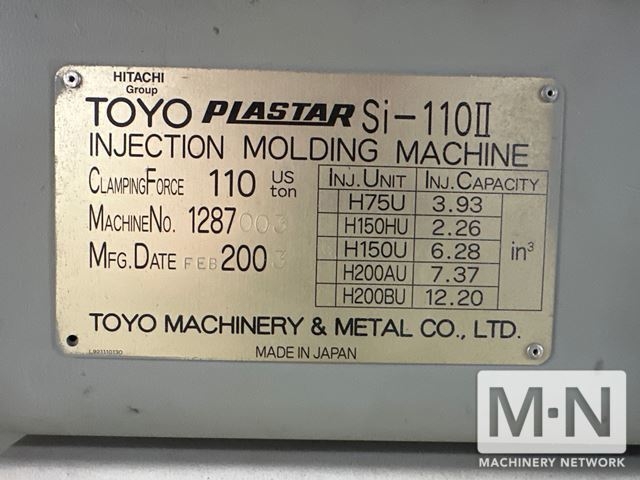 HITACHI
Group
TOYO PLASTAR Si-110II
INJECTION MOLDING MACHINE
CLAMPING FORCE 110 US ton
MACHINE NO. 1287003
MFG. DATE FEB 2003
INJ. UNIT INJ. CAPACITY
H75U 3.93
H150HU 2.26
H150U 6.28 in³
H200AU 7.37
H200BU 12.20
TOYO MACHINERY & METAL CO., LTD.
MADE IN JAPAN
M·N
MACHINERY NETWORK